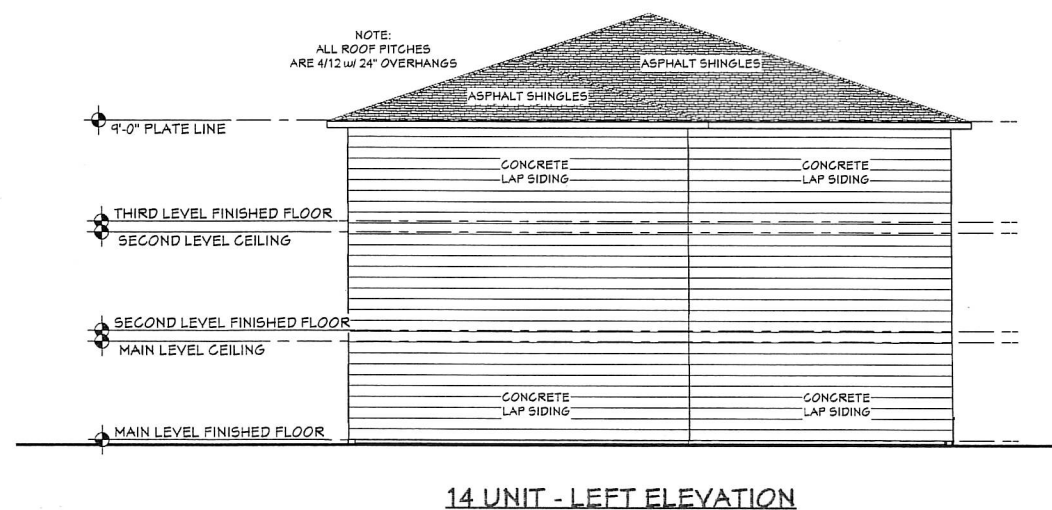 NOTE:
ALL ROOF PITCHES
ARE 4/12 w/ 24" OVERHANGS
ASPHALT SHINGLES
ASPHALT SHINGLES
9'-0" PLATE LINE
CONCRETE
LAP SIDING
CONCRETE
LAP SIDING
THIRD LEVEL FINISHED FLOOR
SECOND LEVEL CEILING
SECOND LEVEL FINISHED FLOOR
MAIN LEVEL CEILING
CONCRETE
LAP SIDING
CONCRETE
LAP SIDING
MAIN LEVEL FINISHED FLOOR
14 UNIT - LEFT ELEVATION